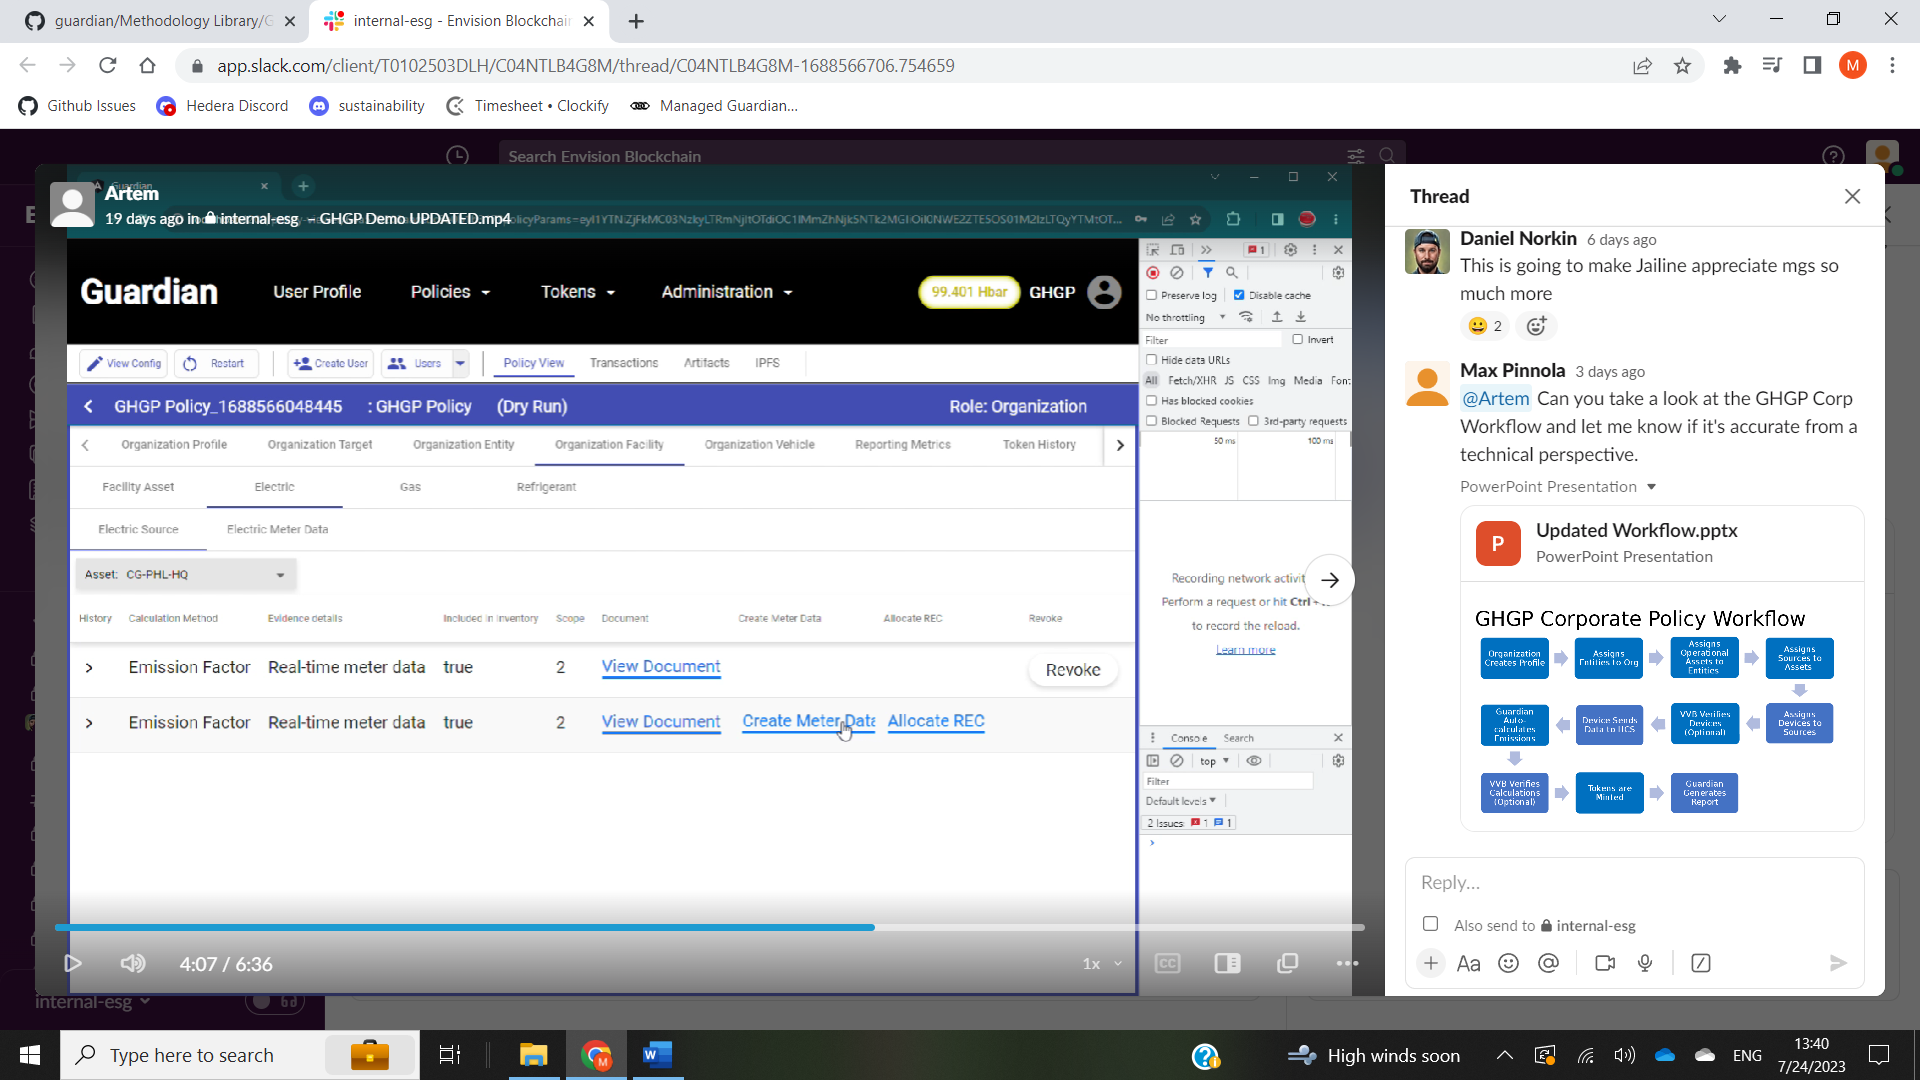 guardian/Methodology Library/G
internal-esg - Envision Blockchain
app.slack.com/client/T0102503DLH/C04NTLB4G8M/thread/C04NTLB4G8M-1688566706.754659
M
Github Issues
Hedera Discord
sustainability
Timesheet • Clockify
Managed Guardian...
Search Envision Blockchain
Artem
19 days ago in internal-esg – GHGP Demo UPDATED.mp4
Guardian
User Profile
Policies
Tokens
Administration
99.401 Hbar
GHGP
View Config
Restart
Create User
Users
Policy View
Transactions
Artifacts
IPFS
GHGP Policy_1688566048445 : GHGP Policy (Dry Run)
Role: Organization
Organization Profile
Organization Target
Organization Entity
Organization Facility
Organization Vehicle
Reporting Metrics
Token History
Facility Asset
Electric
Gas
Refrigerant
Electric Source
Electric Meter Data
Asset: CG-PHL-HQ
History Calculation Method Evidence details Included in Inventory Scope Document Create Meter Data Allocate REC Revoke
Emission Factor Real-time meter data true 2 View Document Revoke
Emission Factor Real-time meter data true 2 View Document Create Meter Data Allocate REC
1
Preserve log
Disable cache
No throttling
Filter
Invert
Hide data URLs
All Fetch/XHR JS CSS Img Media Font
Has blocked cookies
Blocked Requests
3rd-party requests
50 ms
100 ms
Recording network activit
Perform a request or hit Ctrl +
to record the reload.
Learn more
Console
Search
top
Filter
Default levels
2 Issues: 1 1
4:07 / 6:36
1x
CC
internal-esg
Thread
Daniel Norkin 6 days ago
This is going to make Jailine appreciate mgs so
much more
2
Max Pinnola 3 days ago
@Artem Can you take a look at the GHGP Corp
Workflow and let me know if it's accurate from a
technical perspective.
PowerPoint Presentation
P
Updated Workflow.pptx
PowerPoint Presentation
GHGP Corporate Policy Workflow
Organization Creates Profile
Assigns Entities to Org
Assigns Operational Assets to Entities
Assigns Sources to Assets
Guardian Auto-calculates Emissions
Device Sends Data to HCS
VVB Verifies Devices (Optional)
Assigns Devices to Sources
VVB Verifies Calculations (Optional)
Tokens are Minted
Guardian Generates Report
Reply...
Also send to internal-esg
Aa
Type here to search
High winds soon
ENG
13:40
7/24/2023